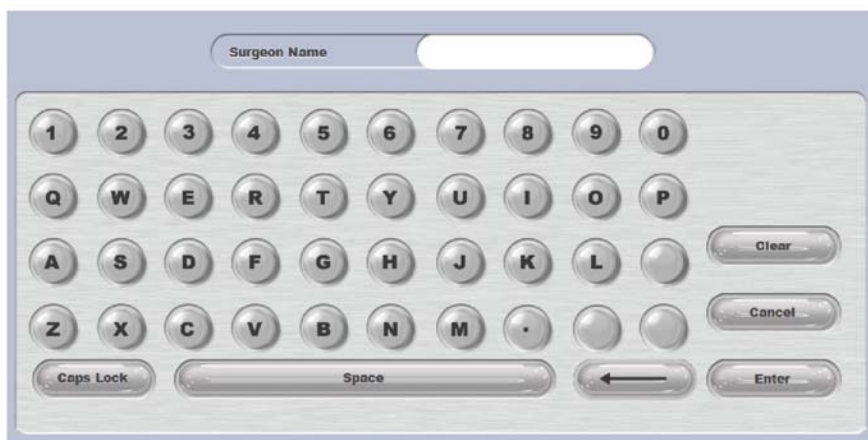 Surgeon Name
1 2 3 4 5 6 7 8 9 0
Q W E R T Y U I O P
A S D F G H J K L
Clear
Z X C V B N M .
Cancel
Caps Lock Space Enter